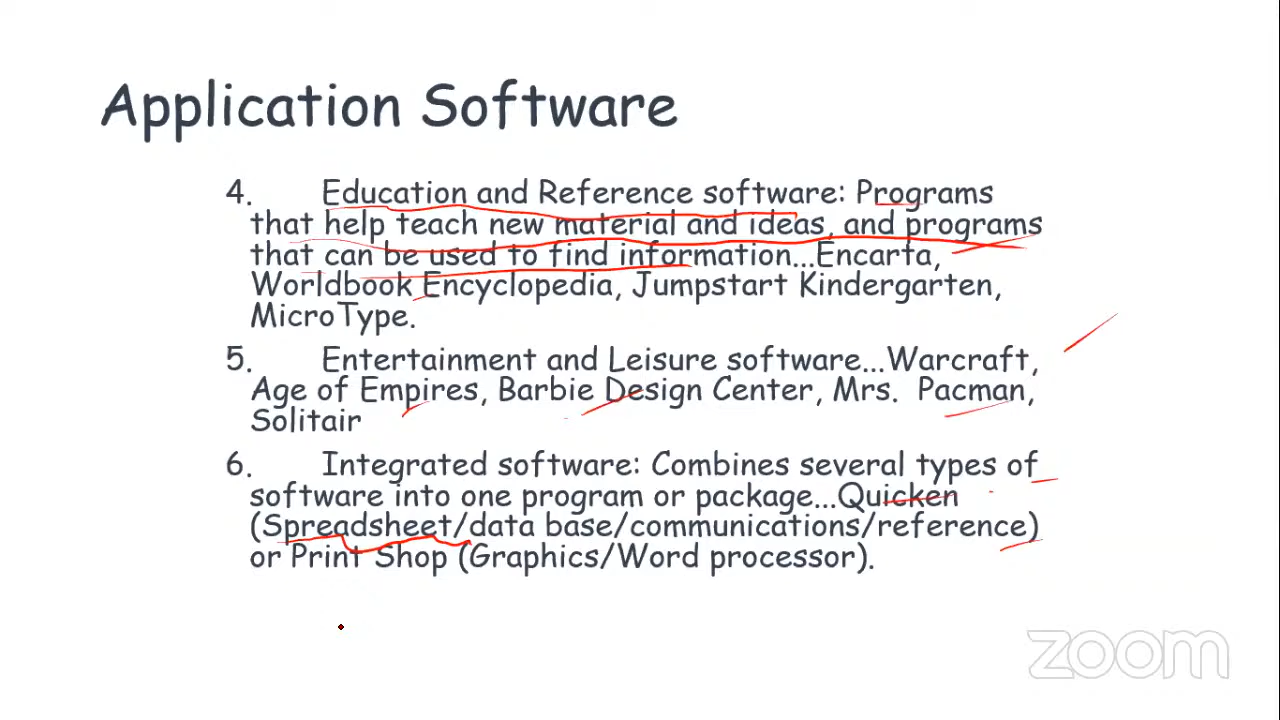 Application Software
4. Education and Reference software: Programs
that help teach new material and ideas, and programs
that can be used to find information...Encarta,
Worldbook Encyclopedia, Jumpstart Kindergarten,
MicroType.
5. Entertainment and Leisure software...Warcraft,
Age of Empires, Barbie Design Center, Mrs. Pacman,
Solitair
6. Integrated software: Combines several types of
software into one program or package...Quicken
(Spreadsheet/data base/communications/reference)
or Print Shop (Graphics/Word processor).
zoom